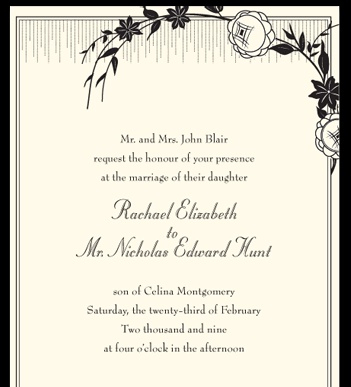 Mr. and Mrs. John Blair
request the honour of your presence
at the marriage of their daughter
Rachael Elizabeth
to
Mr. Nicholas Edward Hunt
son of Celina Montgomery
Saturday, the twenty-third of February
Two thousand and nine
at four o'clock in the afternoon